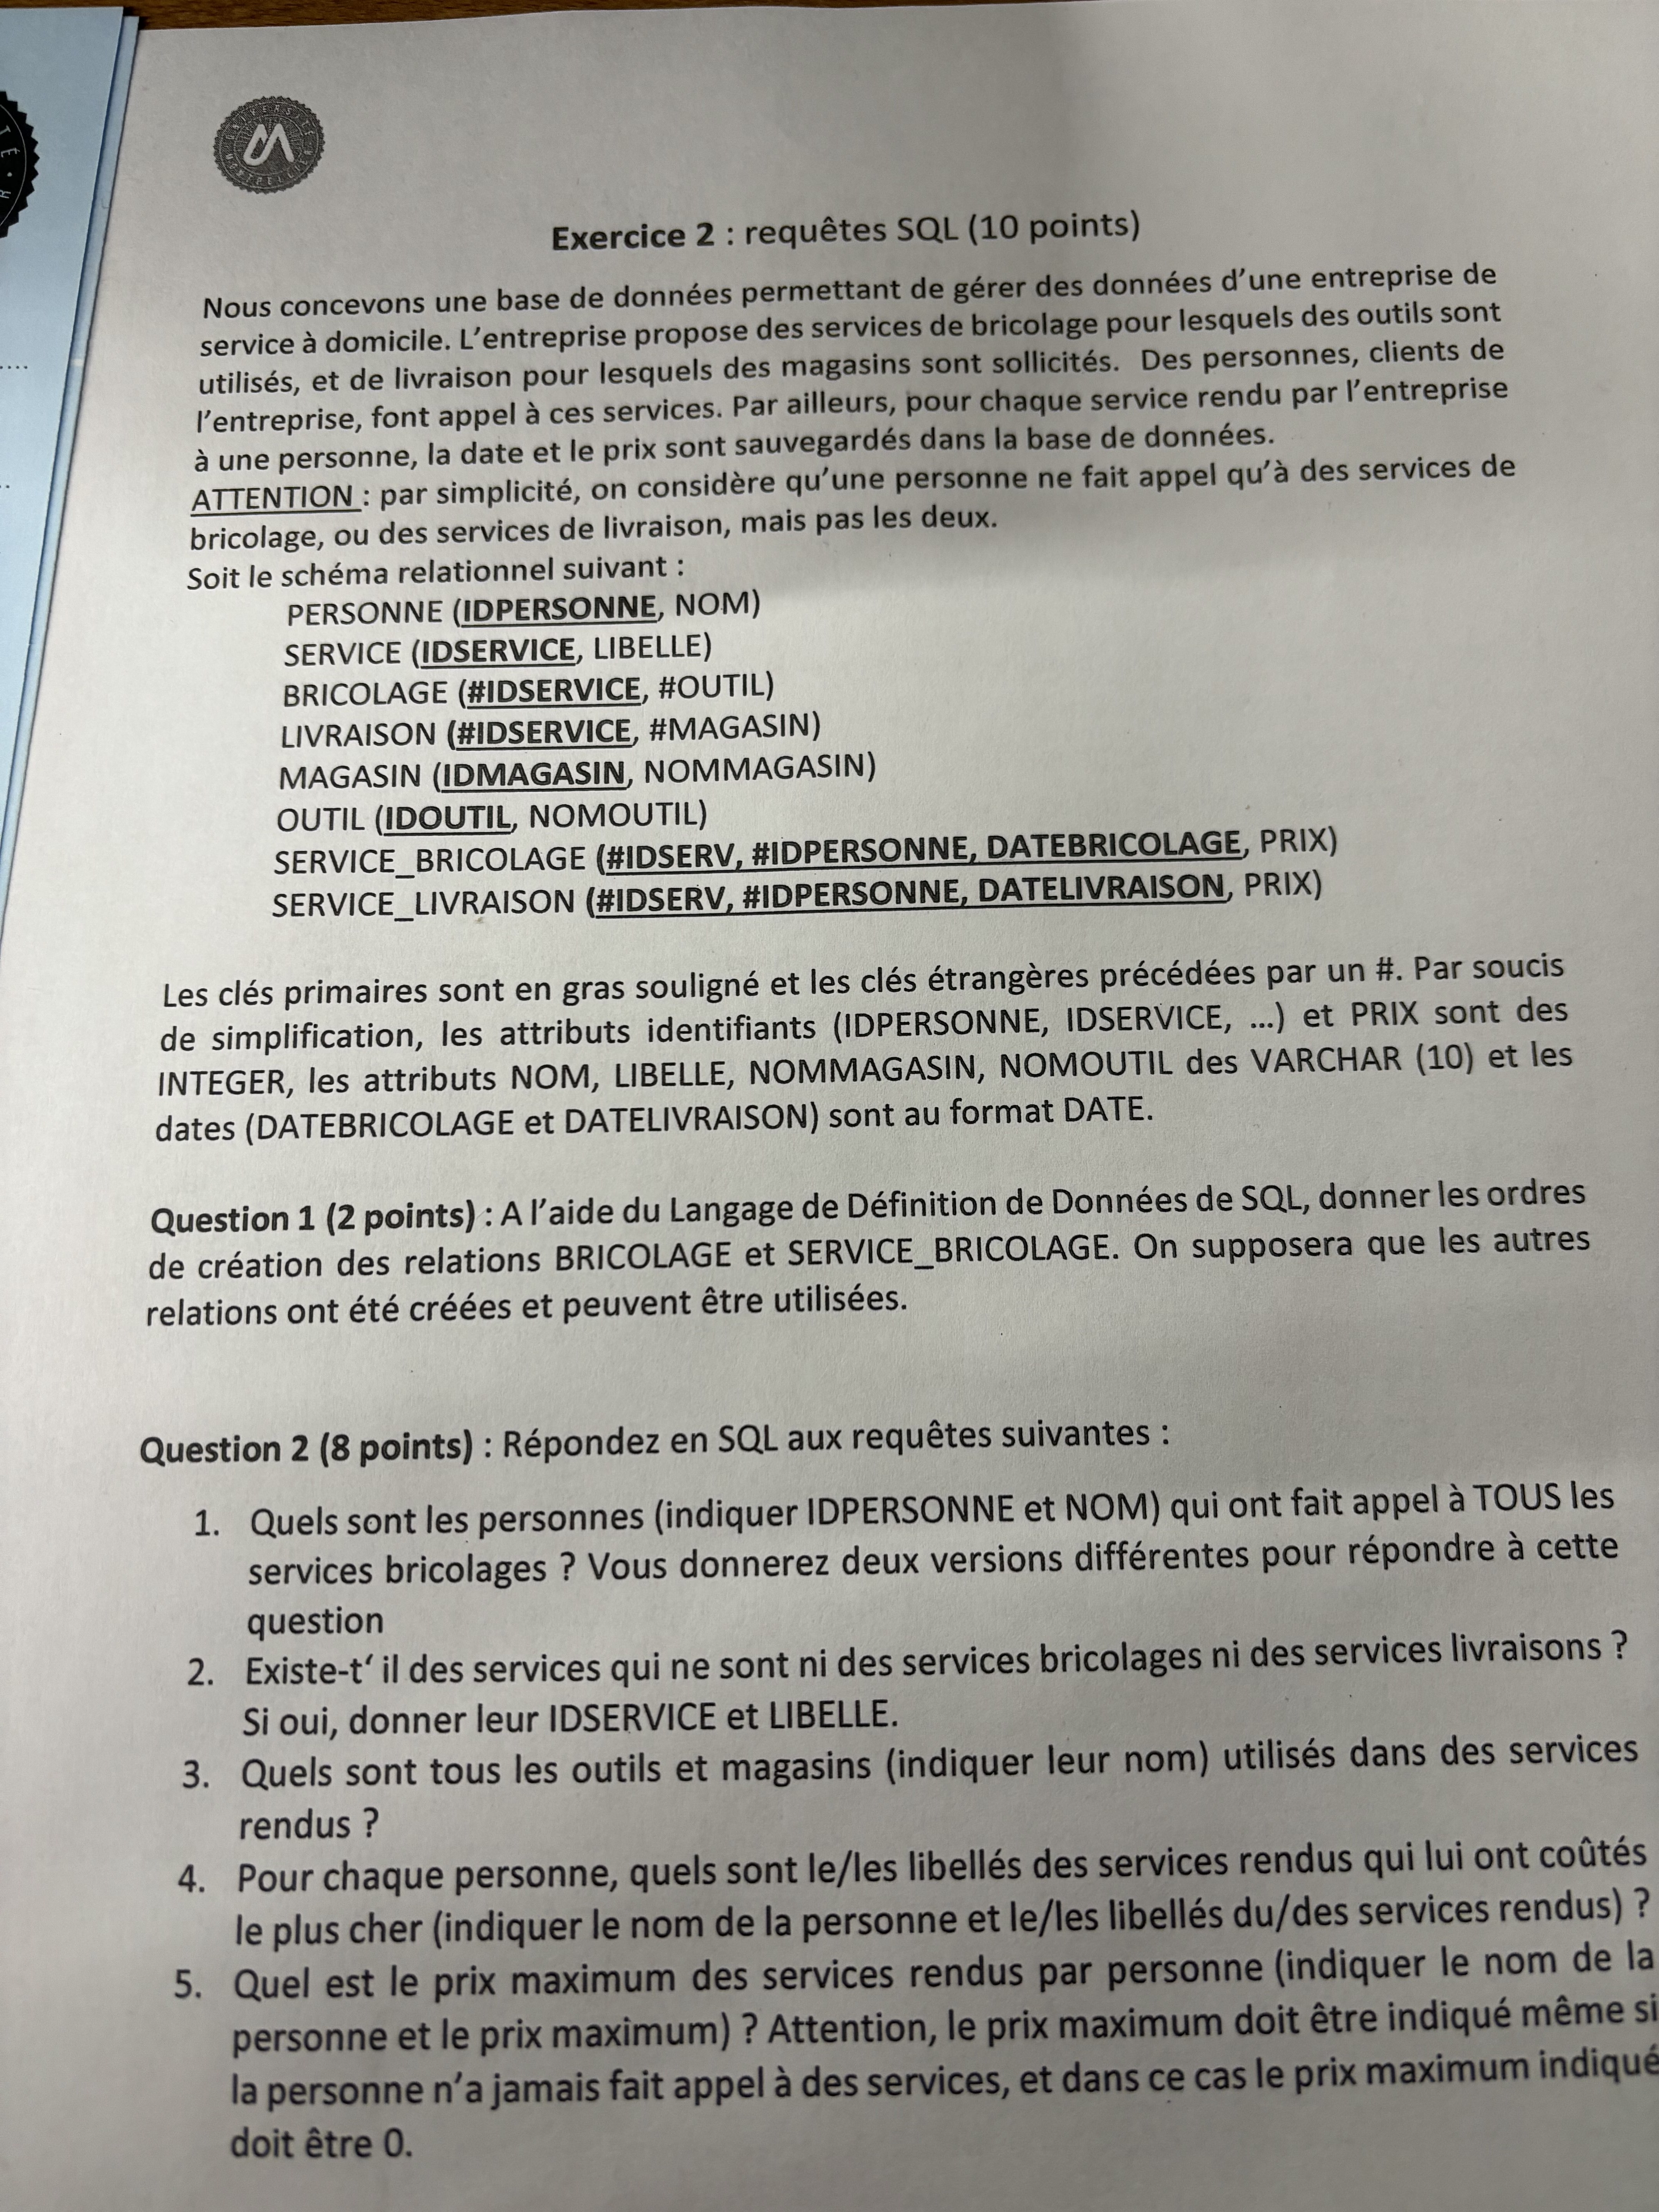 UNIVERSITÉ
MONTPELLIER
Exercice 2 : requêtes SQL (10 points)
Nous concevons une base de données permettant de gérer des données d’une entreprise de
service à domicile. L’entreprise propose des services de bricolage pour lesquels des outils sont
utilisés, et de livraison pour lesquels des magasins sont sollicités. Des personnes, clients de
l’entreprise, font appel à ces services. Par ailleurs, pour chaque service rendu par l’entreprise
à une personne, la date et le prix sont sauvegardés dans la base de données.
ATTENTION : par simplicité, on considère qu’une personne ne fait appel qu’à des services de
bricolage, ou des services de livraison, mais pas les deux.
Soit le schéma relationnel suivant :
PERSONNE (IDPERSONNE, NOM)
SERVICE (IDSERVICE, LIBELLE)
BRICOLAGE (#IDSERVICE, #OUTIL)
LIVRAISON (#IDSERVICE, #MAGASIN)
MAGASIN (IDMAGASIN, NOMMAGASIN)
OUTIL (IDOUTIL, NOMOUTIL)
SERVICE_BRICOLAGE (#IDSERV, #IDPERSONNE, DATEBRICOLAGE, PRIX)
SERVICE_LIVRAISON (#IDSERV, #IDPERSONNE, DATELIVRAISON, PRIX)
Les clés primaires sont en gras souligné et les clés étrangères précédées par un #. Par soucis
de simplification, les attributs identifiants (IDPERSONNE, IDSERVICE, ...) et PRIX sont des
INTEGER, les attributs NOM, LIBELLE, NOMMAGASIN, NOMOUTIL des VARCHAR (10) et les
dates (DATEBRICOLAGE et DATELIVRAISON) sont au format DATE.
Question 1 (2 points) : A l’aide du Langage de Définition de Données de SQL, donner les ordres
de création des relations BRICOLAGE et SERVICE_BRICOLAGE. On supposera que les autres
relations ont été créées et peuvent être utilisées.
Question 2 (8 points) : Répondez en SQL aux requêtes suivantes :
1. Quels sont les personnes (indiquer IDPERSONNE et NOM) qui ont fait appel à TOUS les
services bricolages ? Vous donnerez deux versions différentes pour répondre à cette
question
2. Existe-t‘ il des services qui ne sont ni des services bricolages ni des services livraisons ?
Si oui, donner leur IDSERVICE et LIBELLE.
3. Quels sont tous les outils et magasins (indiquer leur nom) utilisés dans des services
rendus ?
4. Pour chaque personne, quels sont le/les libellés des services rendus qui lui ont coûtés
le plus cher (indiquer le nom de la personne et le/les libellés du/des services rendus) ?
5. Quel est le prix maximum des services rendus par personne (indiquer le nom de la
personne et le prix maximum) ? Attention, le prix maximum doit être indiqué même si
la personne n’a jamais fait appel à des services, et dans ce cas le prix maximum indiqué
doit être 0.